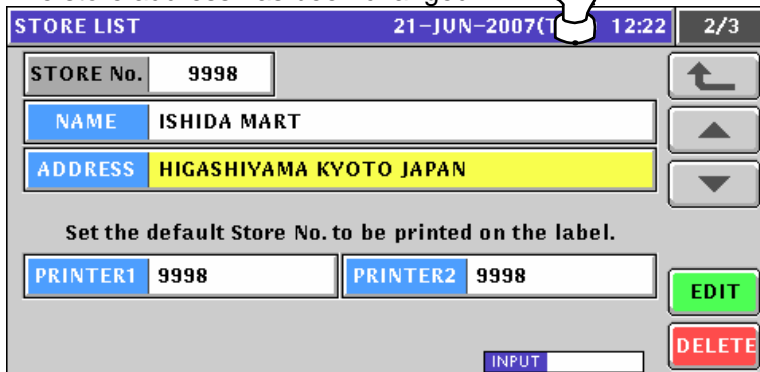 STORE LIST 21-JUN-2007(T 12:22 2/3
STORE No. 9998
NAME ISHIDA MART
ADDRESS HIGASHIYAMA KYOTO JAPAN
Set the default Store No. to be printed on the label.
PRINTER1 9998 PRINTER2 9998
EDIT
DELETE
INPUT